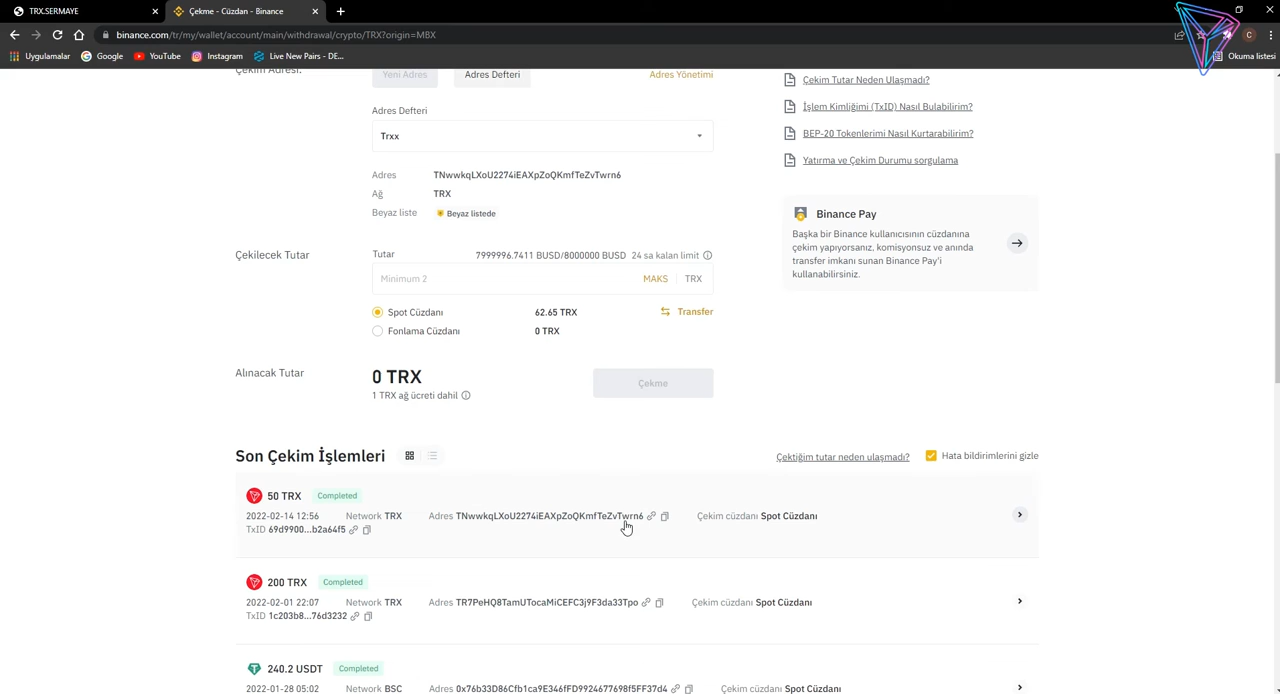 TRX.SERMAYE
Çekme - Cüzdan - Binance
binance.com/tr/my/wallet/account/main/withdrawal/crypto/TRX?origin=MBX
C
Uygulamalar
Google
YouTube
Instagram
Live New Pairs - DE...
Okuma listesi
Çekim Adresi:
Yeni Adres
Adres Defteri
Adres Yönetimi
Adres Defteri
Trxx
Adres
TNwwkqLXoU2274iEAXpZoQKmfTeZvTwrn6
Ağ
TRX
Beyaz liste
Beyaz listede
Çekilecek Tutar
Tutar
7999996.7411 BUSD/8000000 BUSD
24 sa kalan limit
Minimum 2
MAKS
TRX
Spot Cüzdanı
62.65 TRX
Transfer
Fonlama Cüzdanı
0 TRX
Alınacak Tutar
0 TRX
1 TRX ağ ücreti dahil
Çekme
Çekim Tutar Neden Ulaşmadı?
İşlem Kimliğimi (TxID) Nasıl Bulabilirim?
BEP-20 Tokenlerimi Nasıl Kurtarabilirim?
Yatırma ve Çekim Durumu sorgulama
Binance Pay
Başka bir Binance kullanıcısının cüzdanına
çekim yapıyorsanız, komisyonsuz ve anında
transfer imkanı sunan Binance Pay'i
kullanabilirsiniz.
Son Çekim İşlemleri
Çektiğim tutar neden ulaşmadı?
Hata bildirimlerini gizle
50 TRX
Completed
2022-02-14 12:56
Network TRX
Adres TNwwkqLXoU2274iEAXpZoQKmfTeZvTwrn6
Çekim cüzdanı Spot Cüzdanı
TxID 69d9900...b2a64f5
200 TRX
Completed
2022-02-01 22:07
Network TRX
Adres TR7PeHQ8TamUTocaMiCEFC3j9F3da33Tpo
Çekim cüzdanı Spot Cüzdanı
TxID 1c203b8...76d3232
240.2 USDT
Completed
2022-01-28 05:02
Network BSC
Adres 0x76b33D86Cfb1ca9E346fFD9924677698f5FF37d4
Çekim cüzdanı Spot Cüzdanı